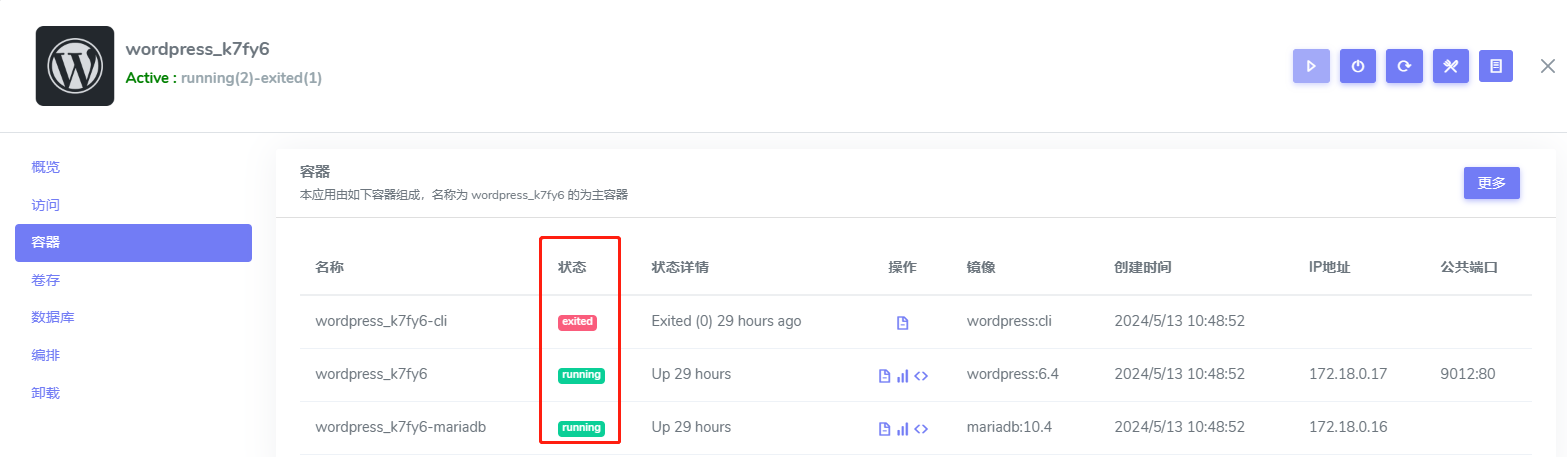 wordpress_k7fy6
Active : running(2)-exited(1)
概览
访问
容器
卷存
数据库
编排
卸载
容器
本应用由如下容器组成，名称为 wordpress_k7fy6 的为主容器
更多
名称 状态 状态详情 操作 镜像 创建时间 IP地址 公共端口
wordpress_k7fy6-cli exited Exited (0) 29 hours ago wordpress:cli 2024/5/13 10:48:52
wordpress_k7fy6 running Up 29 hours wordpress:6.4 2024/5/13 10:48:52 172.18.0.17 9012:80
wordpress_k7fy6-mariadb running Up 29 hours mariadb:10.4 2024/5/13 10:48:52 172.18.0.16